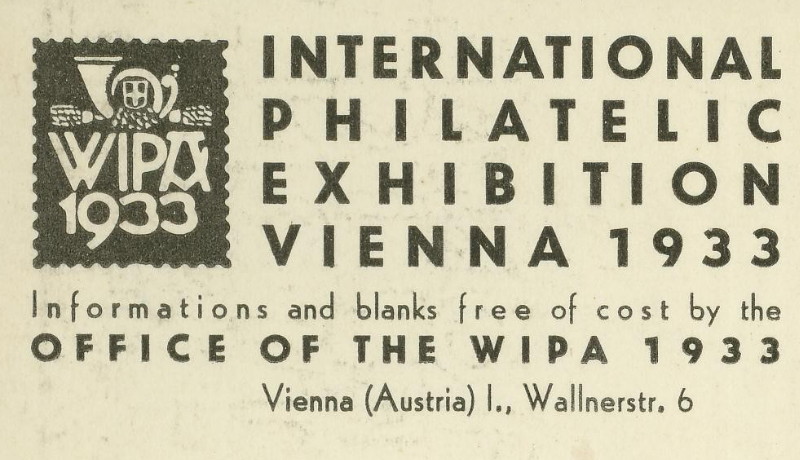 WIPA
1933
INTERNATIONAL
PHILATELIC
EXHIBITION
VIENNA 1933
Informations and blanks free of cost by the
OFFICE OF THE WIPA 1933
Vienna (Austria) I., Wallnerstr. 6